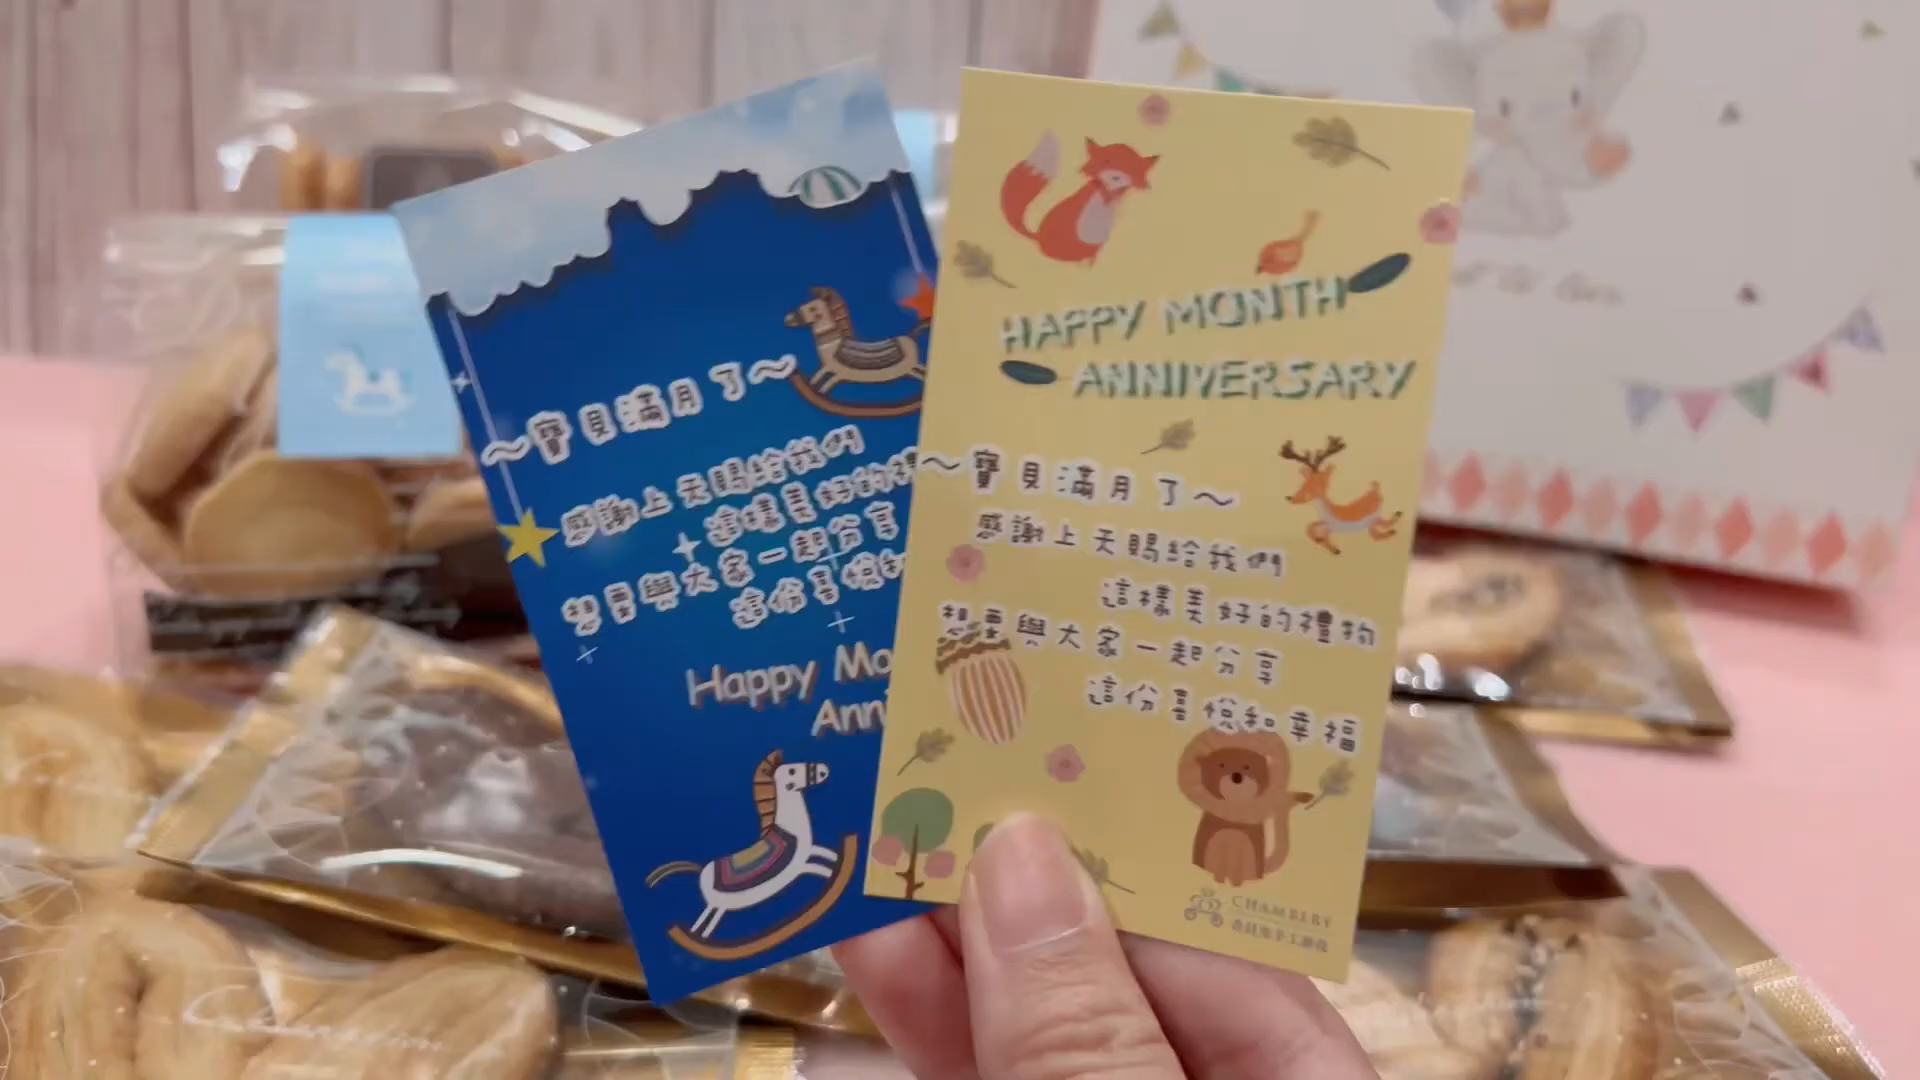 ～寶貝滿月了～
感謝上天賜給我們
這樣美好的禮
想要與大家一起分享
這份喜悅和
Happy Mo
Ann
HAPPY MONTH
ANNIVERSARY
～寶貝滿月了～
感謝上天賜給我們
這樣美好的禮物
想要與大家一起分享
這份喜悅和幸福
CHAMBERY